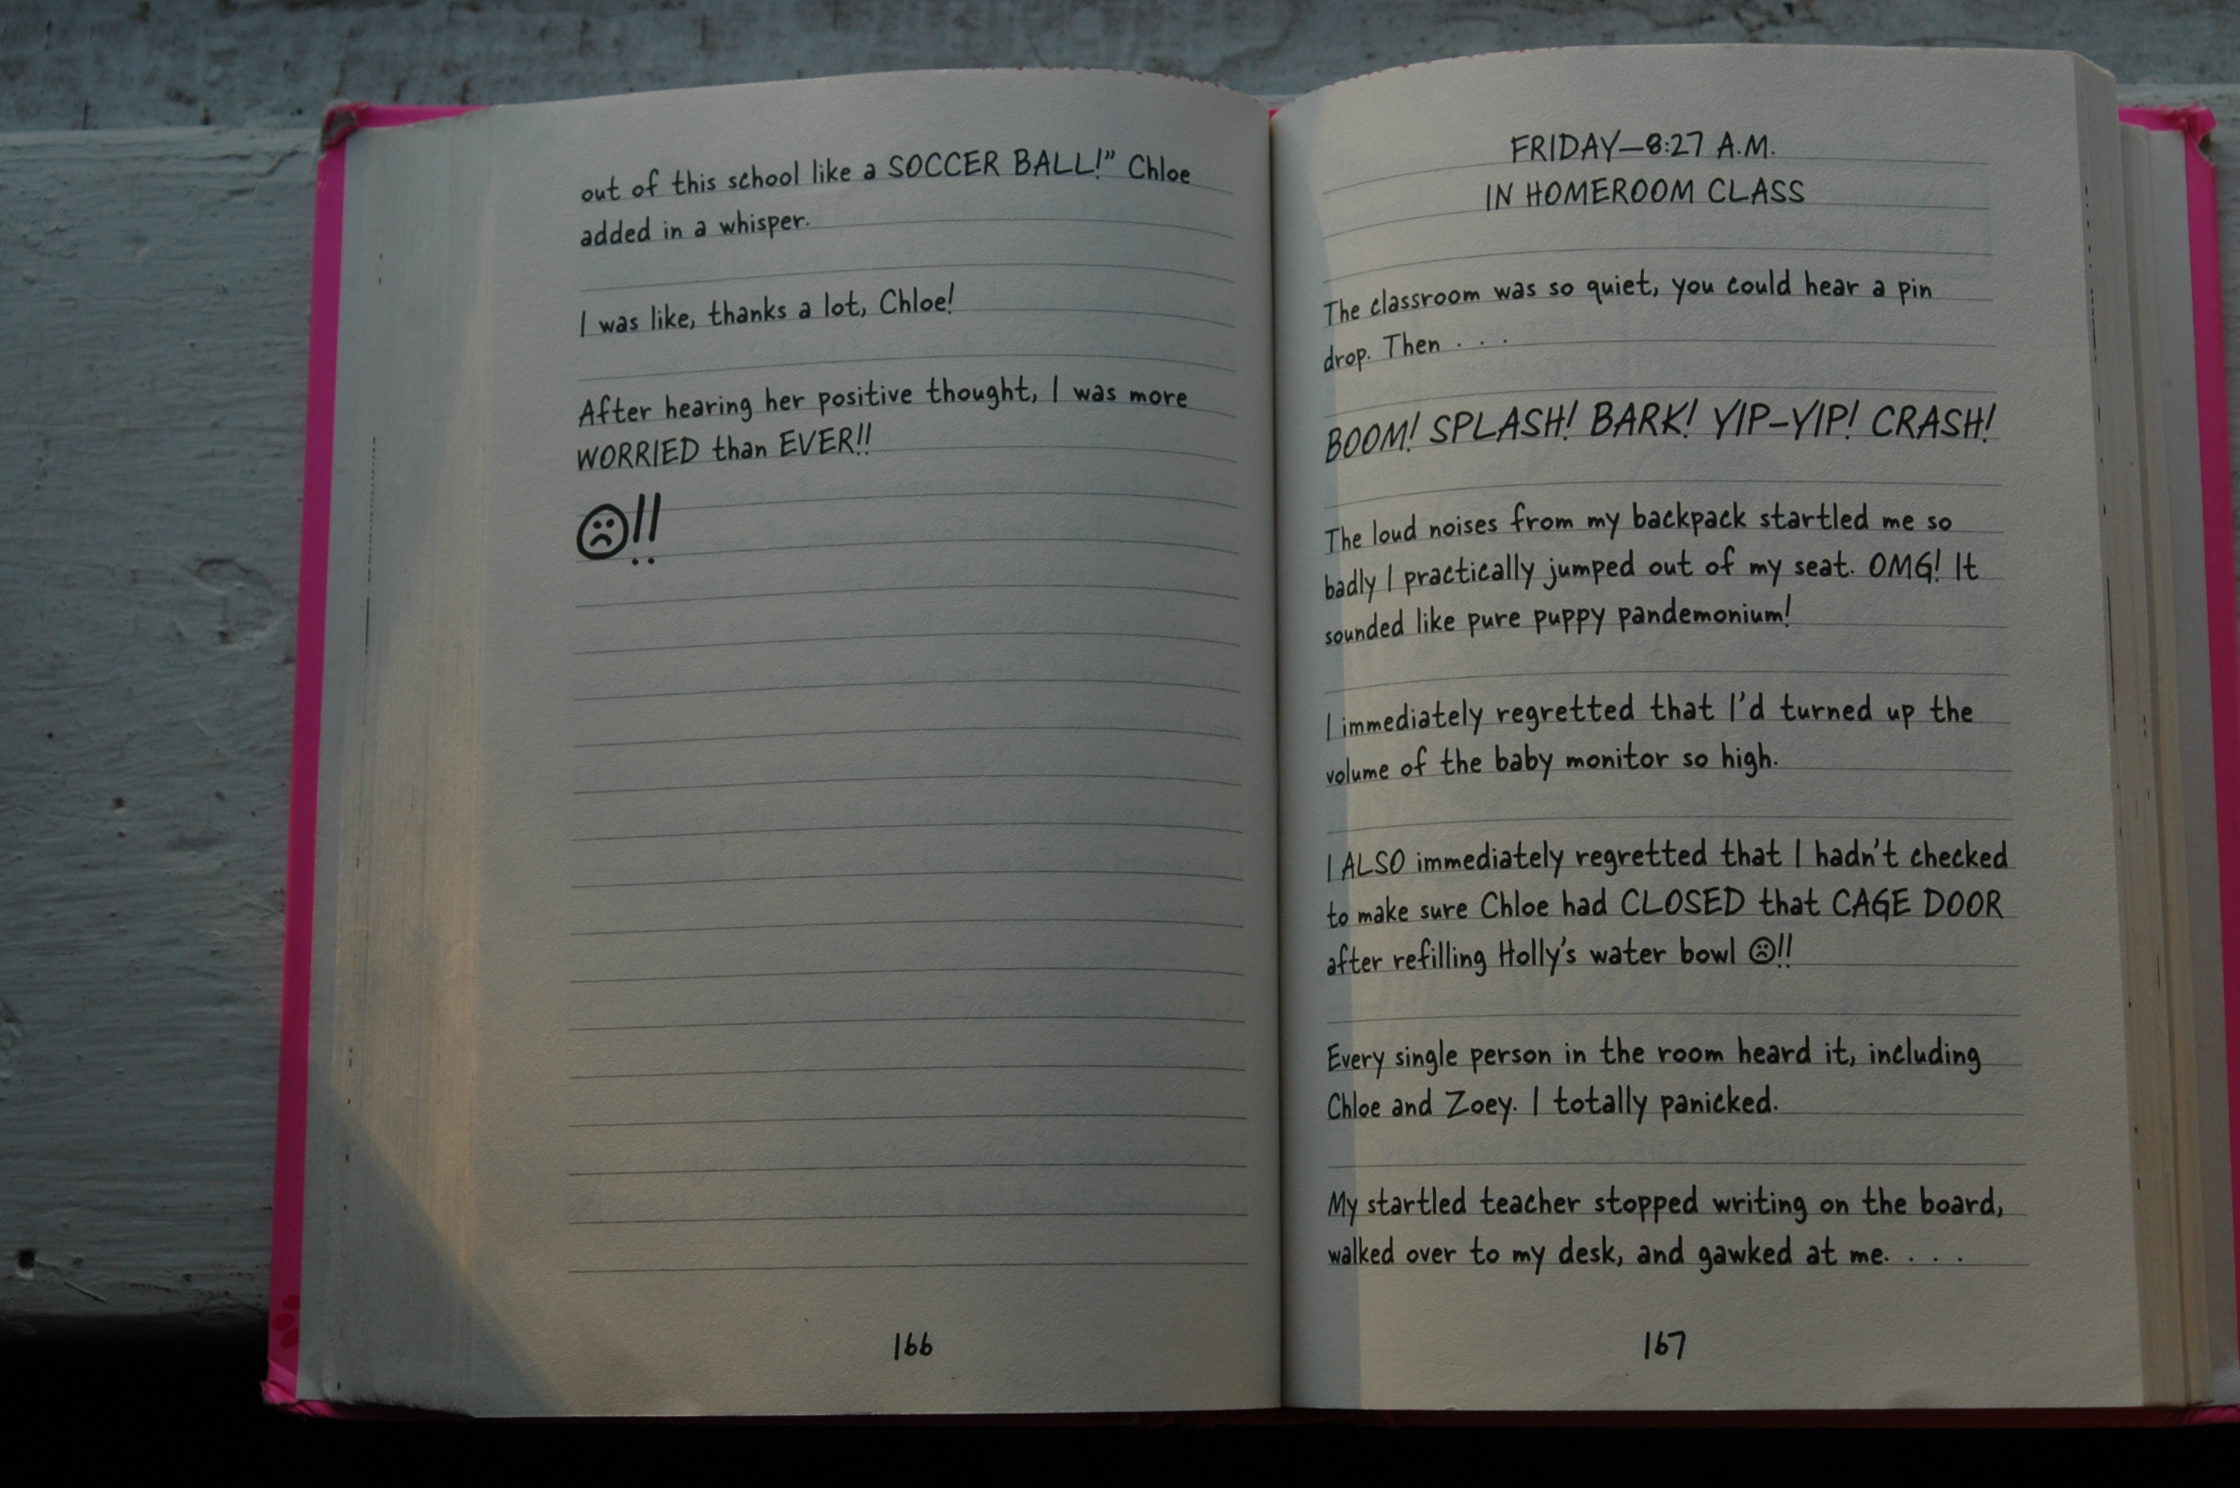 out of this school like a SOCCER BALL!” Chloe
added in a whisper.
I was like, thanks a lot, Chloe!
After hearing her positive thought, I was more
WORRIED than EVER!!
☹!!
166
FRIDAY—8:27 A.M.
IN HOMEROOM CLASS
The classroom was so quiet, you could hear a pin
drop. Then . . .
BOOM! SPLASH! BARK! YIP-YIP! CRASH!
The loud noises from my backpack startled me so
badly I practically jumped out of my seat. OMG! It
sounded like pure puppy pandemonium!
I immediately regretted that I’d turned up the
volume of the baby monitor so high.
I ALSO immediately regretted that I hadn’t checked
to make sure Chloe had CLOSED that CAGE DOOR
after refilling Holly’s water bowl ☹!!
Every single person in the room heard it, including
Chloe and Zoey. I totally panicked.
My startled teacher stopped writing on the board,
walked over to my desk, and gawked at me. . . .
167